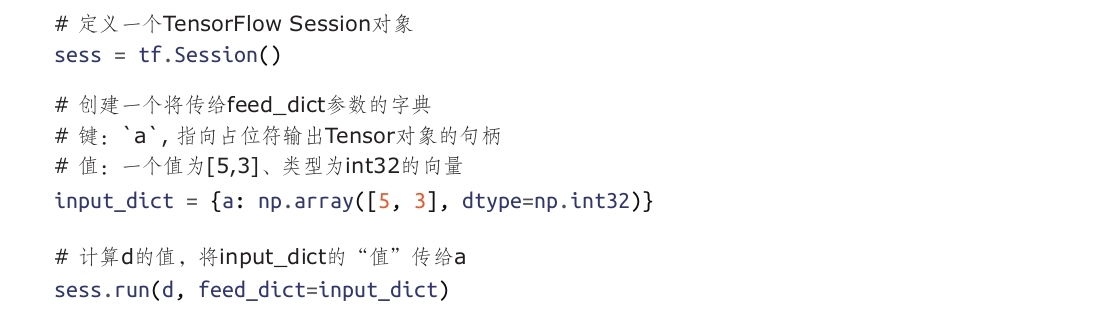 # 定义一个TensorFlow Session对象
sess = tf.Session()
# 创建一个将传给feed_dict参数的字典
# 键：`a`, 指向占位符输出Tensor对象的句柄
# 值：一个值为[5,3]、类型为int32的向量
input_dict = {a: np.array([5, 3], dtype=np.int32)}
# 计算d的值，将input_dict的“值”传给a
sess.run(d, feed_dict=input_dict)